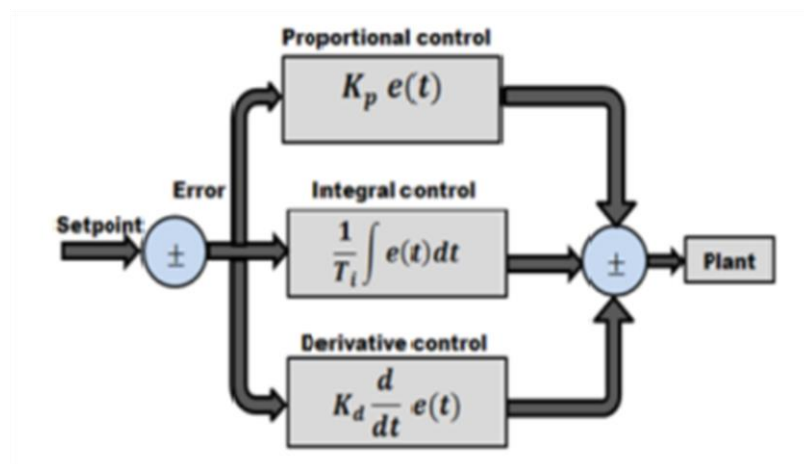 Proportional control
K_p e(t)
Error
Setpoint
±
Integral control
1/T_i ∫ e(t)dt
±
Plant
Derivative control
K_d d/dt e(t)